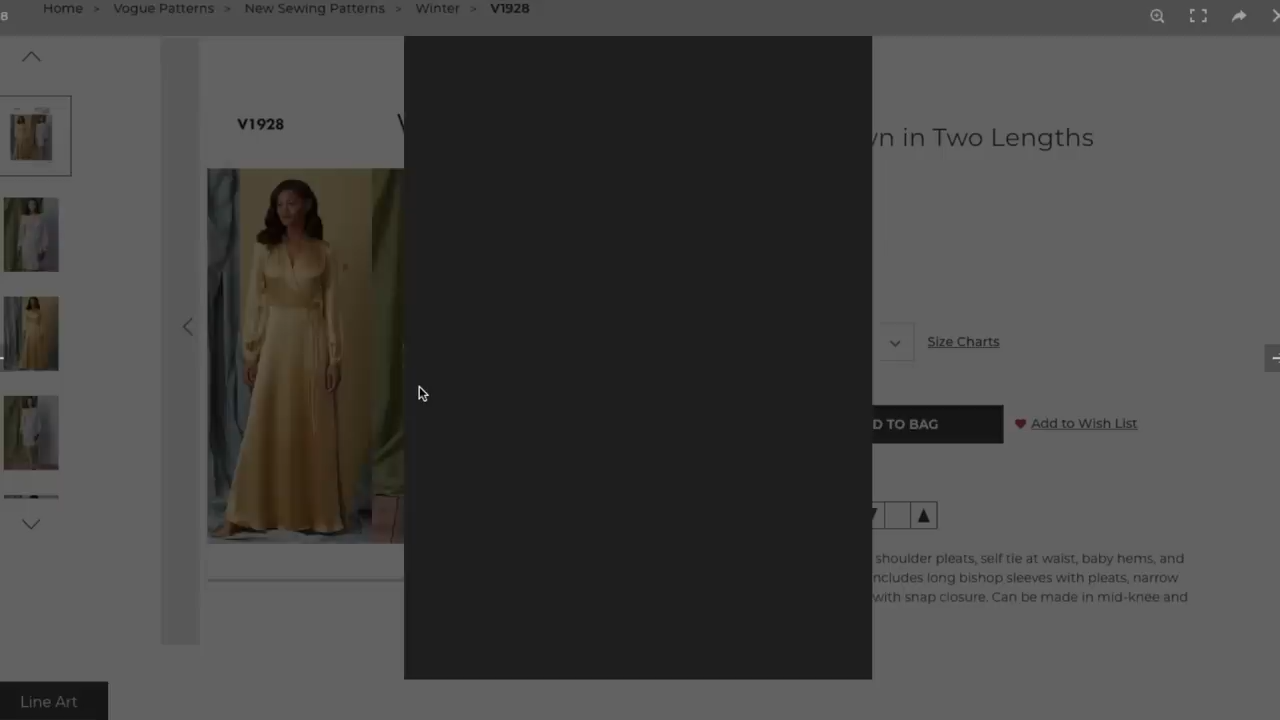 8
Home > Vogue Patterns > New Sewing Patterns > Winter > V1928
V1928
n in Two Lengths
Size Charts
D TO BAG
Add to Wish List
shoulder pleats, self tie at waist, baby hems, and
ncludes long bishop sleeves with pleats, narrow
with snap closure. Can be made in mid-knee and
Line Art